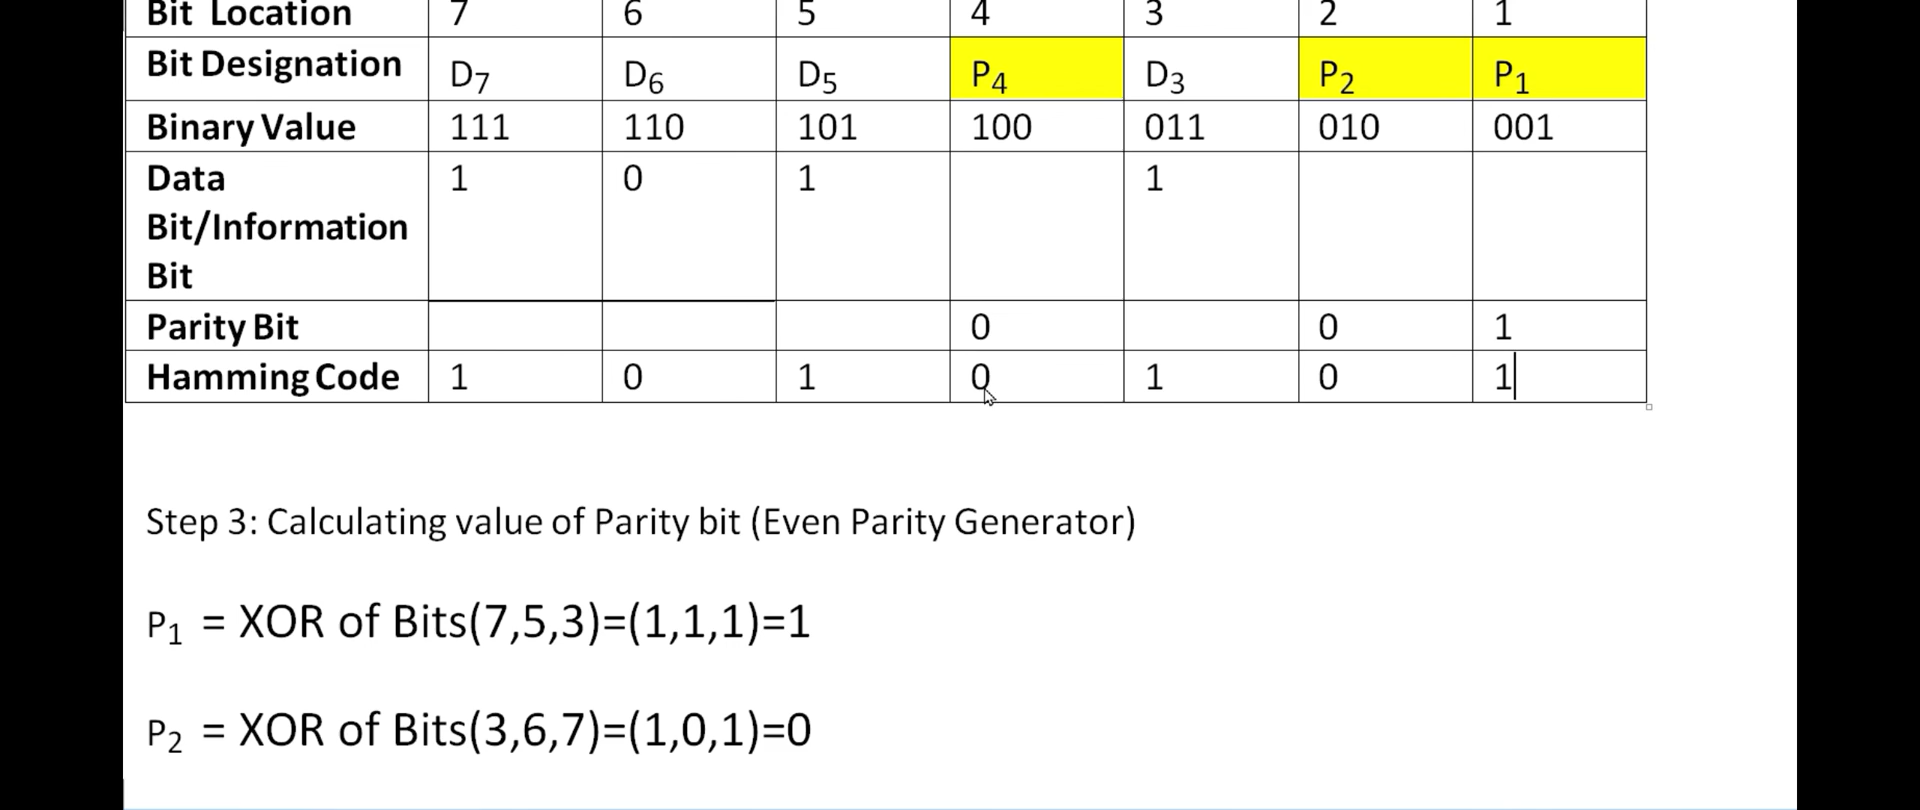 Bit Location 7 6 5 4 3 2 1
Bit Designation D7 D6 D5 P4 D3 P2 P1
Binary Value 111 110 101 100 011 010 001
Data 1 0 1 1
Bit/Information
Bit
Parity Bit 0 0 1
Hamming Code 1 0 1 0 1 0 1
Step 3: Calculating value of Parity bit (Even Parity Generator)
P1 = XOR of Bits(7,5,3)=(1,1,1)=1
P2 = XOR of Bits(3,6,7)=(1,0,1)=0